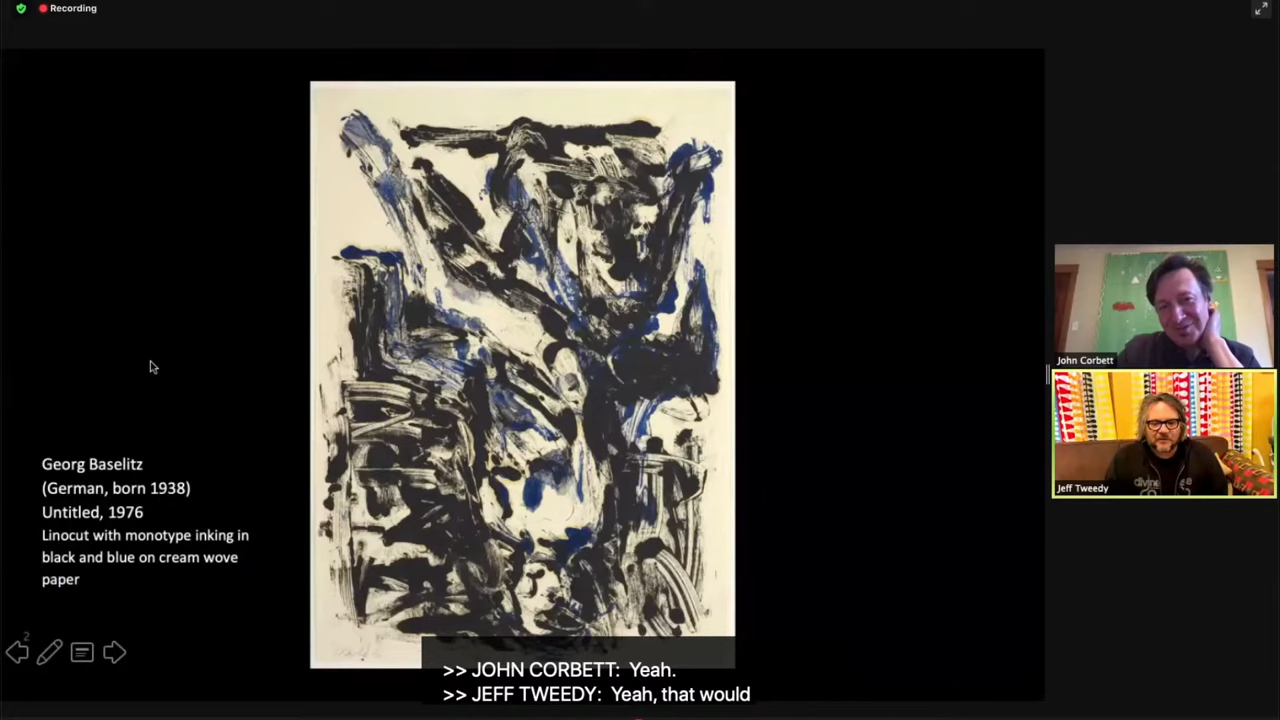 Recording
Georg Baselitz
(German, born 1938)
Untitled, 1976
Linocut with monotype inking in
black and blue on cream wove
paper
2
John Corbett
Jeff Tweedy
>> JOHN CORBETT: Yeah.
>> JEFF TWEEDY: Yeah, that would